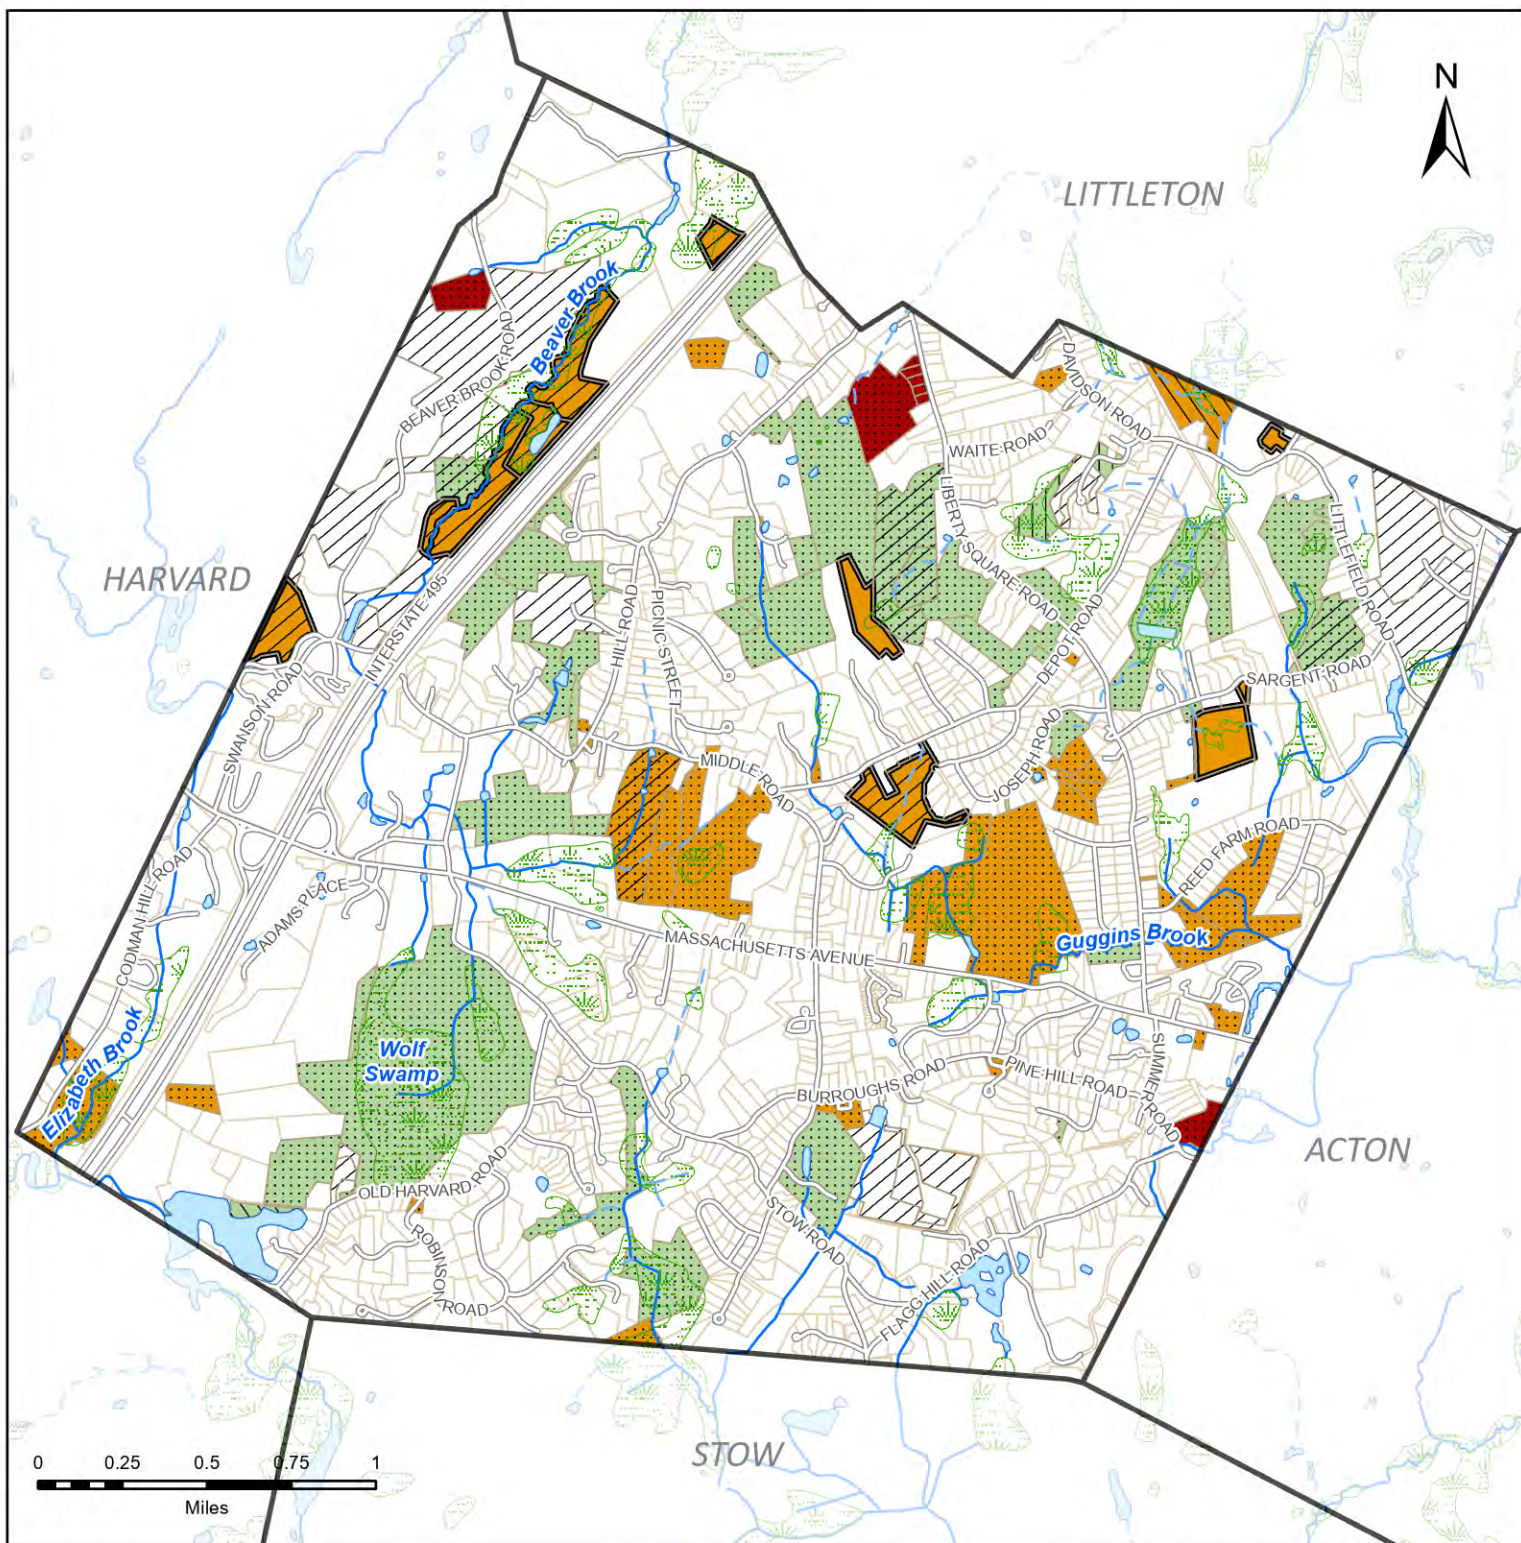 N
LITTLETON
Beaver Brook
BEAVER BROOK ROAD
DAVIDSON ROAD
WAITE ROAD
LIBERTY SQUARE ROAD
LITTLEFIELD ROAD
HARVARD
INTERSTATE 495
HILL ROAD
PICNIC STREET
DEPOT ROAD
SARGENT ROAD
SWANSON ROAD
MIDDLE ROAD
JOSEPH ROAD
REED FARM ROAD
CODMAN HILL ROAD
ADAMS PLACE
MASSACHUSETTS AVENUE
Guggins Brook
Elizabeth Brook
Wolf
Swamp
BURROUGHS ROAD
PINE HILL ROAD
SUMMER ROAD
ACTON
OLD HARVARD ROAD
ROBINSON ROAD
STOW ROAD
FLAGG HILL ROAD
STOW
0 0.25 0.5 0.75 1
Miles